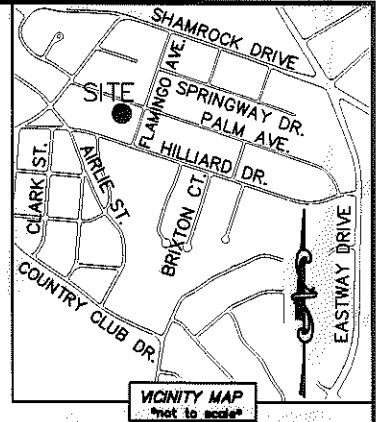 SHAMROCK DRIVE
AVE.
SITE
SPRINGWAY DR.
PALM AVE.
FLAMINGO
HILLIARD DR.
CLARK ST.
AIRLIE ST.
BRIXTON CT.
EASTWAY DRIVE
COUNTRY CLUB DR.
VICINITY MAP
*not to scale*